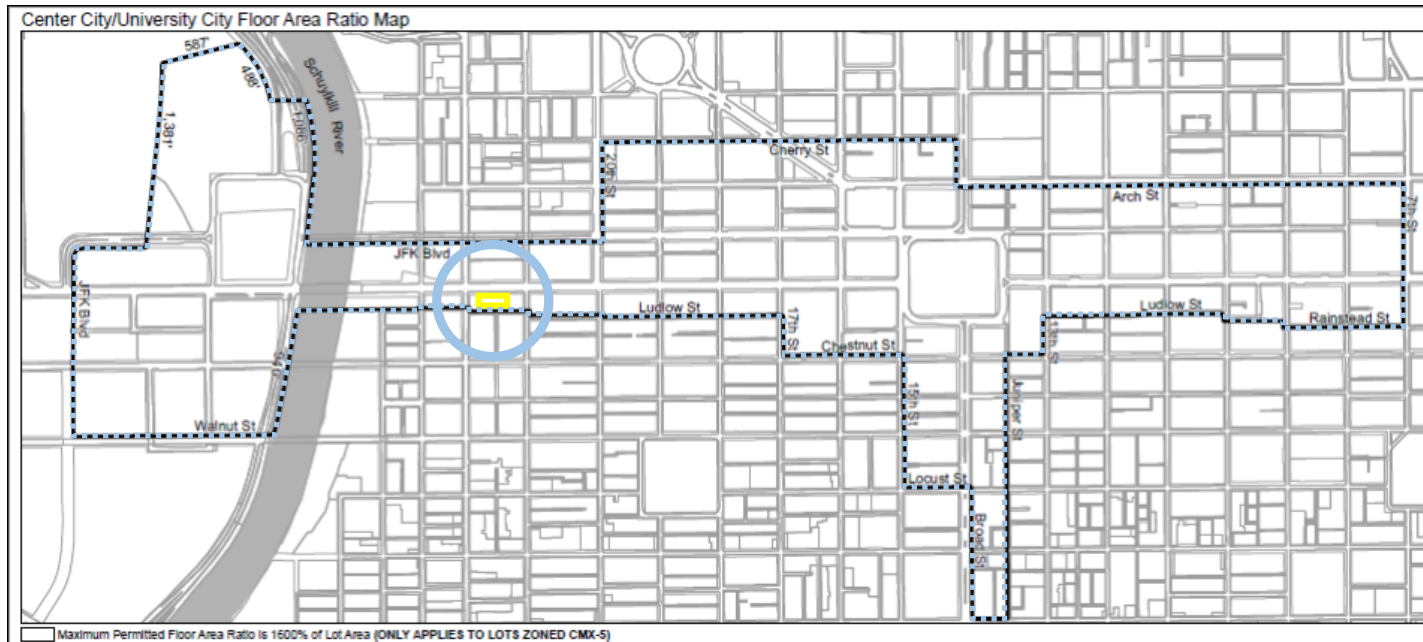 Center City/University City Floor Area Ratio Map
587'
488'
1,086'
1,381'
Schuylkill River
20th St
Cherry St
Arch St
7th St
JFK Blvd
JFK Blvd
Ludlow St
17th St
Chestnut St
Ludlow St
Rainstead St
13th St
15th St
Juniper St
Walnut St
Locust St
Broad St
Maximum Permitted Floor Area Ratio is 1600% of Lot Area (ONLY APPLIES TO LOTS ZONED CMX-5)